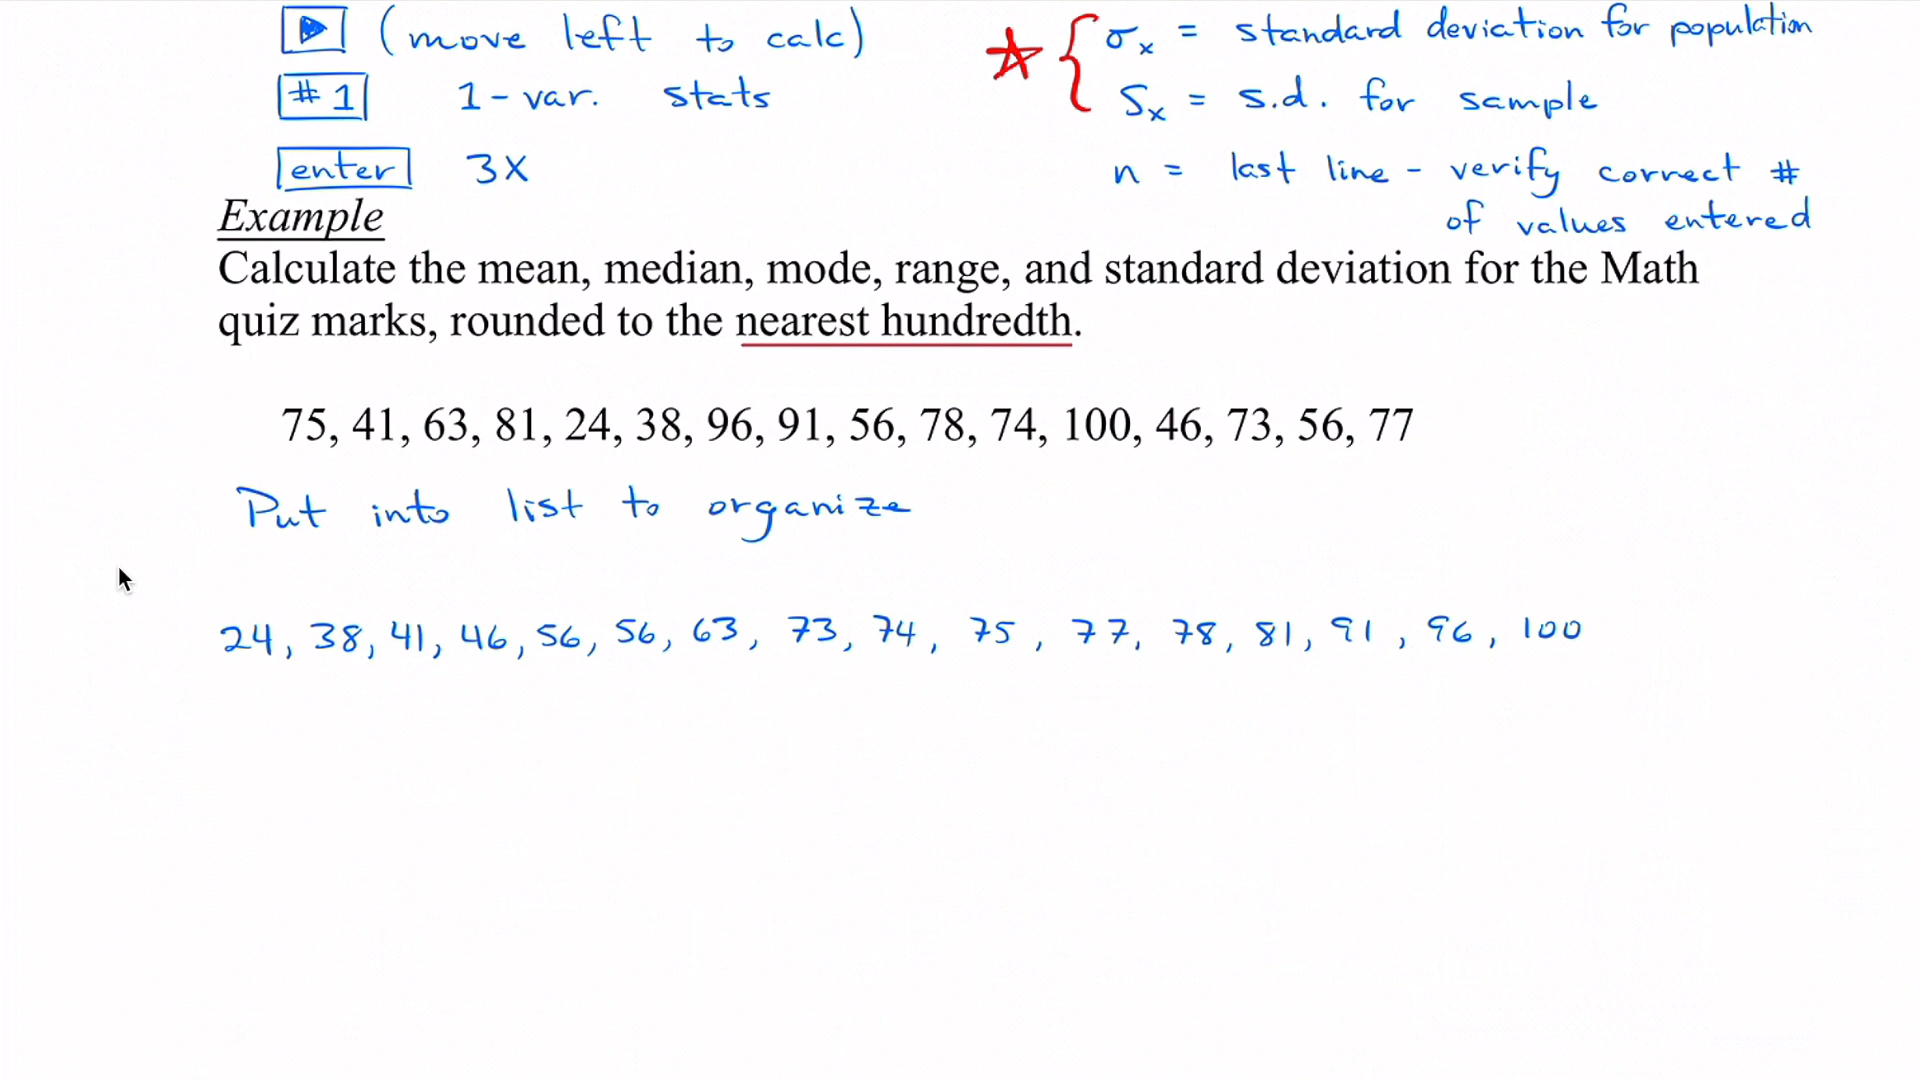 ▶ (move left to calc)
#1 1-var. stats
enter 3X
σx = standard deviation for population
Sx = s.d. for sample
n = last line - verify correct #
of values entered
Example
Calculate the mean, median, mode, range, and standard deviation for the Math
quiz marks, rounded to the nearest hundredth.
75, 41, 63, 81, 24, 38, 96, 91, 56, 78, 74, 100, 46, 73, 56, 77
Put into list to organize
24, 38, 41, 46, 56, 56, 63, 73, 74, 75, 77, 78, 81, 91, 96, 100